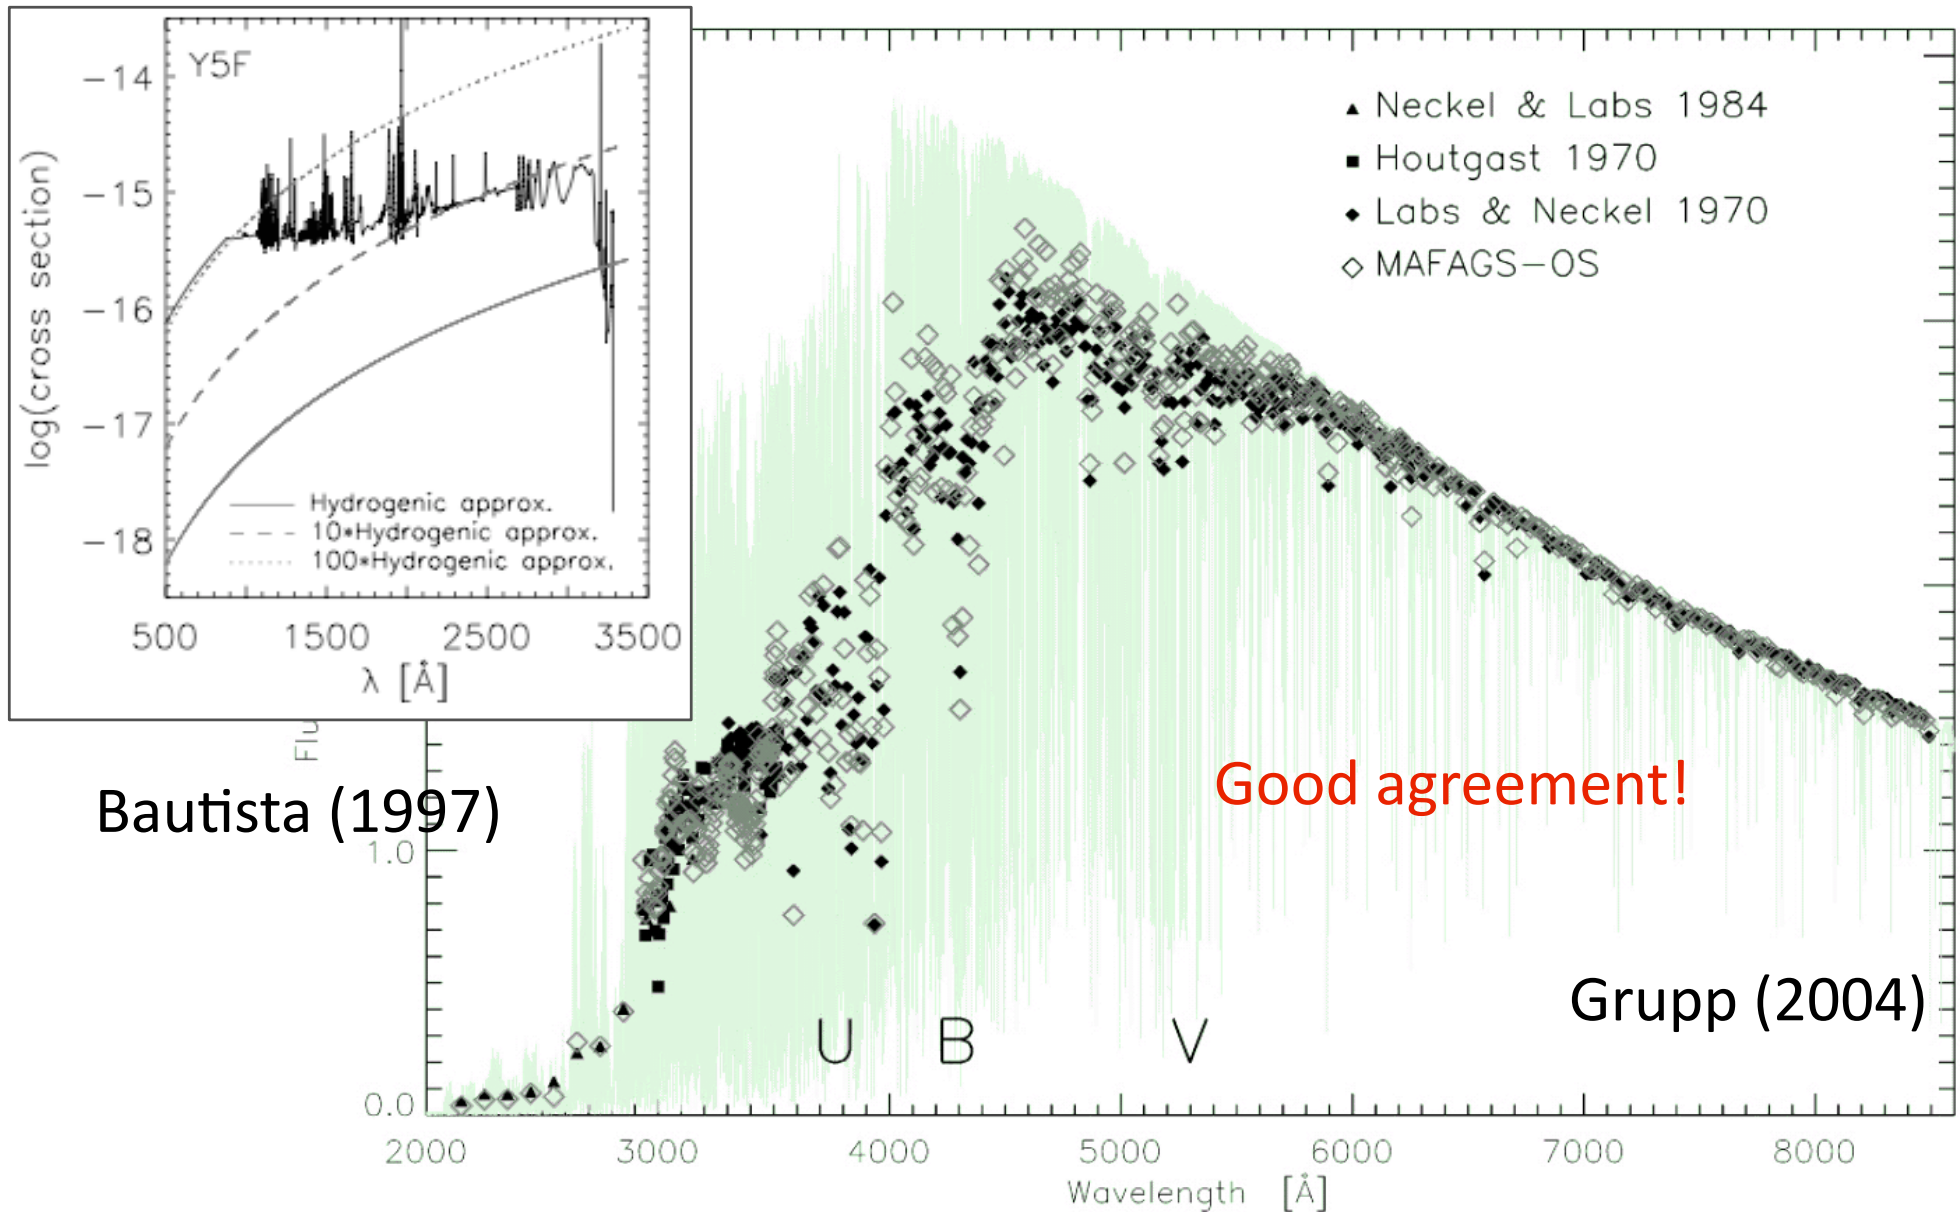 Y5F
-14
-15
-16
-17
-18
log(cross section)
Hydrogenic approx.
10*Hydrogenic approx.
100*Hydrogenic approx.
500 1500 2500 3500
λ [Å]
▲ Neckel & Labs 1984
■ Houtgast 1970
◆ Labs & Neckel 1970
◇ MAFAGS-OS
Good agreement!
Bautista (1997)
1.0
Grupp (2004)
U B V
0.0
2000 3000 4000 5000 6000 7000 8000
Wavelength [Å]